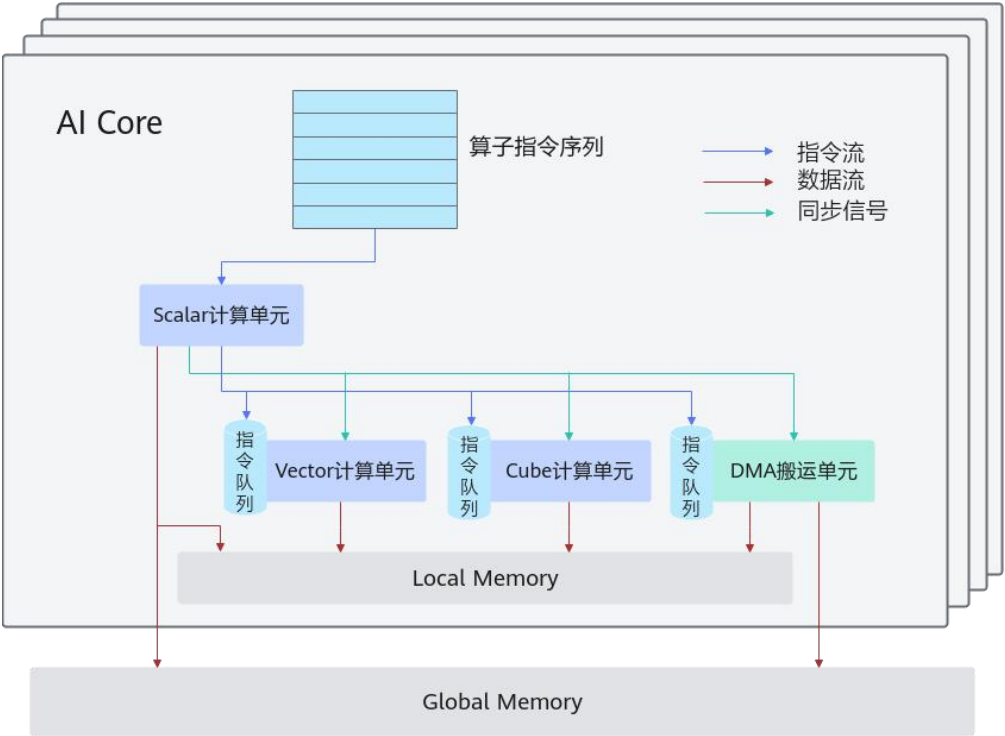 AI Core
算子指令序列
指令流
数据流
同步信号
Scalar计算单元
指令队列
Vector计算单元
指令队列
Cube计算单元
指令队列
DMA搬运单元
Local Memory
Global Memory